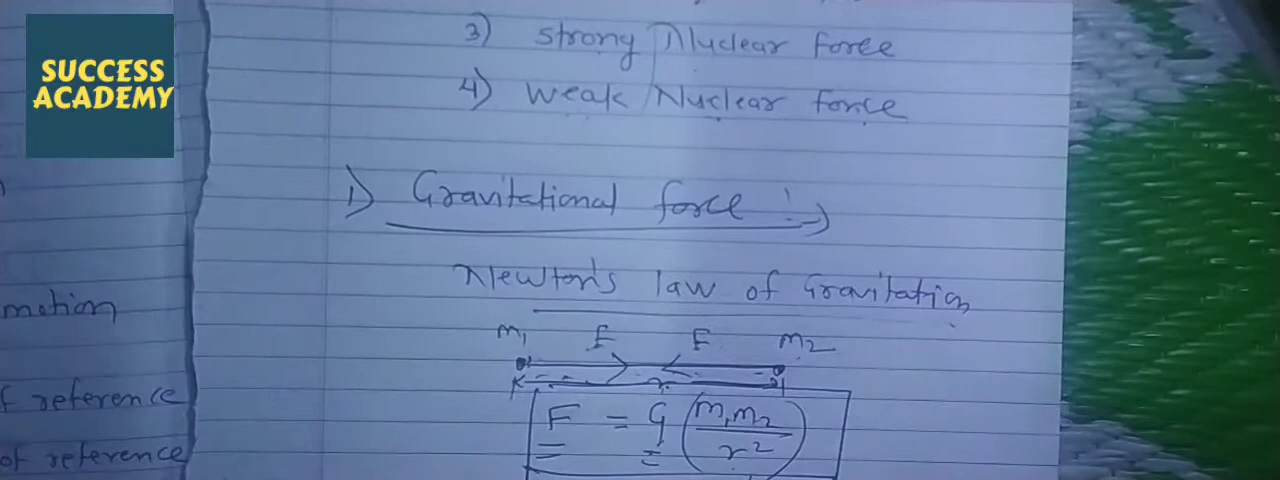 SUCCESS
ACADEMY
3) Strong Nuclear force
4) Weak Nuclear force
1) Gravitational force :→
Newton's law of Gravitation
m1 F F m2
r
F = G (m1m2 / r²)
motion
f reference
of reference